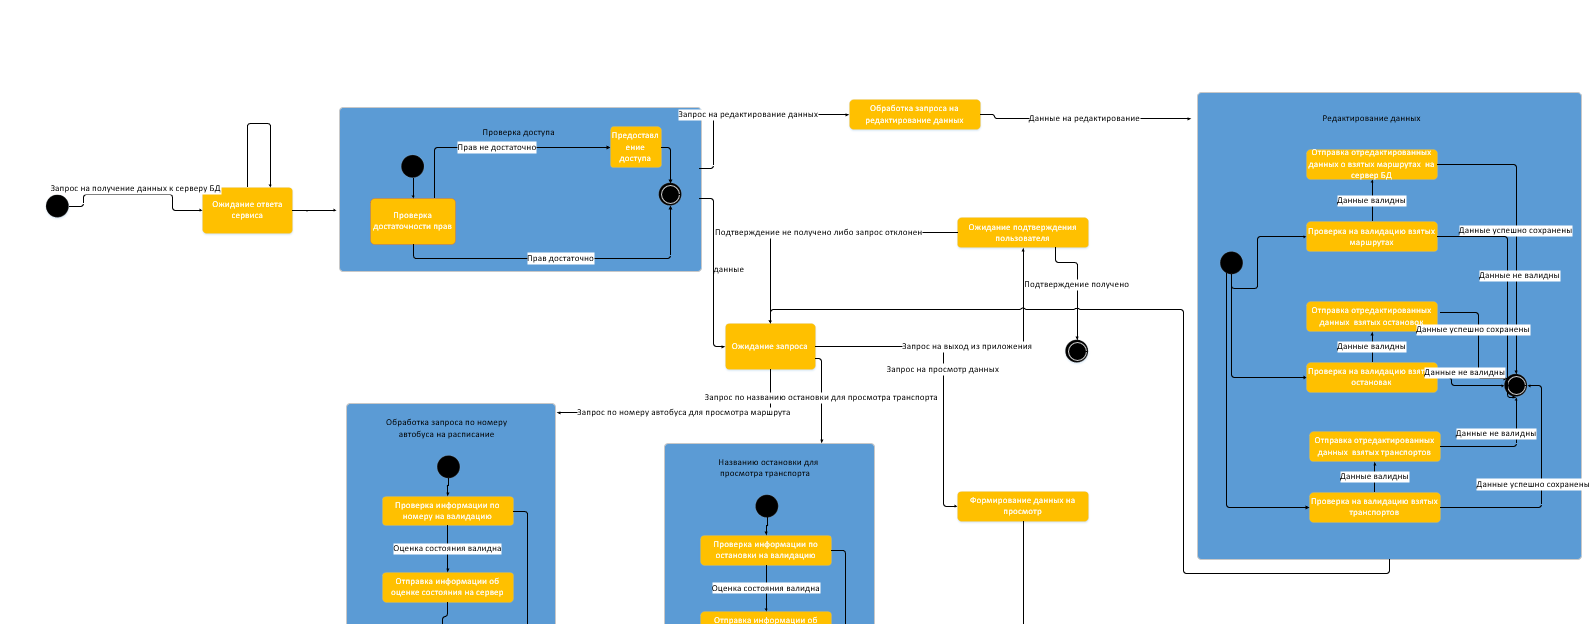 Запрос на получение данных к серверу БД
Ожидание ответа
сервиса
Проверка доступа
Прав не достаточно
Предоставл
ение
доступа
Проверка
достаточности прав
Прав достаточно
Запрос на редактирование данных
Обработка запроса на
редактирование данных
Данные на редактирование
данные
Подтверждение не получено либо запрос отклонен
Ожидание подтверждения
пользователя
Подтверждение получено
Ожидание запроса
Запрос на выход из приложения
Запрос на просмотр данных
Запрос по названию остановки для просмотра транспорта
Запрос по номеру автобуса для просмотра маршрута
Обработка запроса по номеру
автобуса на расписание
Проверка информации по
номеру на валидацию
Оценка состояния валидна
Отправка информации об
оценке состояния на сервер
Названию остановки для
просмотра транспорта
Проверка информации по
остановки на валидацию
Оценка состояния валидна
Отправка информации об
Формирование данных на
просмотр
Редактирование данных
Отправка отредактированных
данных о взятых маршрутах на
сервер БД
Данные валидны
Проверка на валидацию взятых
маршрутах
Данные успешно сохранены
Данные не валидны
Отправка отредактированных
данных взятых остановок
Данные успешно сохранены
Данные валидны
Проверка на валидацию взятых
остановак
Данные не валидны
Отправка отредактированных
данных взятых транспортов
Данные не валидны
Данные валидны
Проверка на валидацию взятых
транспортов
Данные успешно сохранены